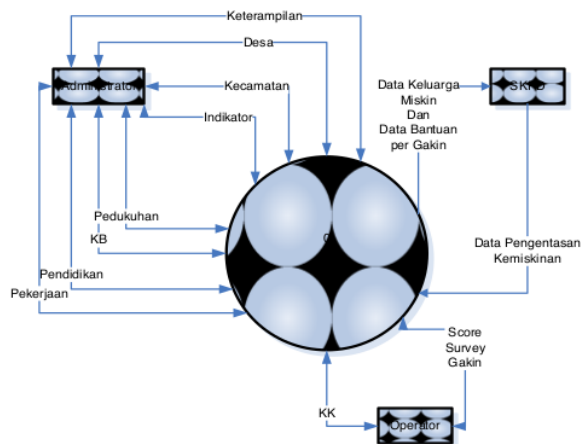 Keterampilan
Desa
Administrator
Kecamatan
Indikator
Data Keluarga
Miskin
Dan
Data Bantuan
per Gakin
SKPD
Pedukuhan
KB
Pendidikan
Pekerjaan
Data Pengentasan
Kemiskinan
Score
Survey
Gakin
KK
Operator